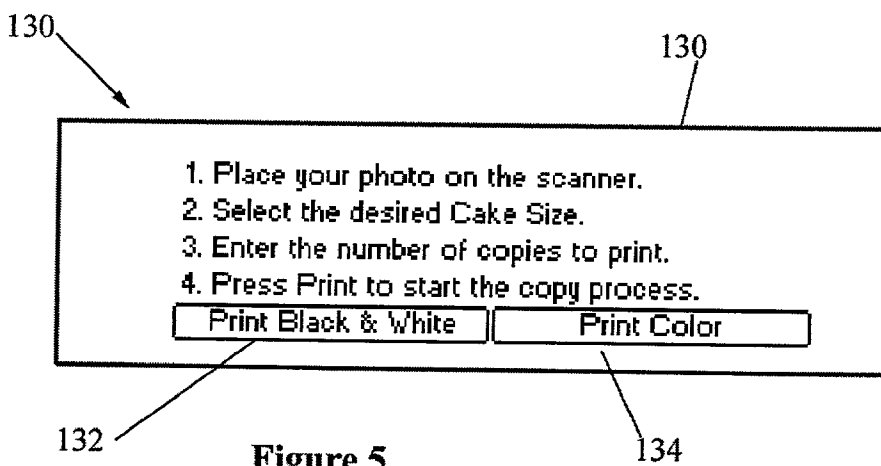 130
130
1. Place your photo on the scanner.
2. Select the desired Cake Size.
3. Enter the number of copies to print.
4. Press Print to start the copy process.
Print Black & White Print Color
132
134
Figure 5